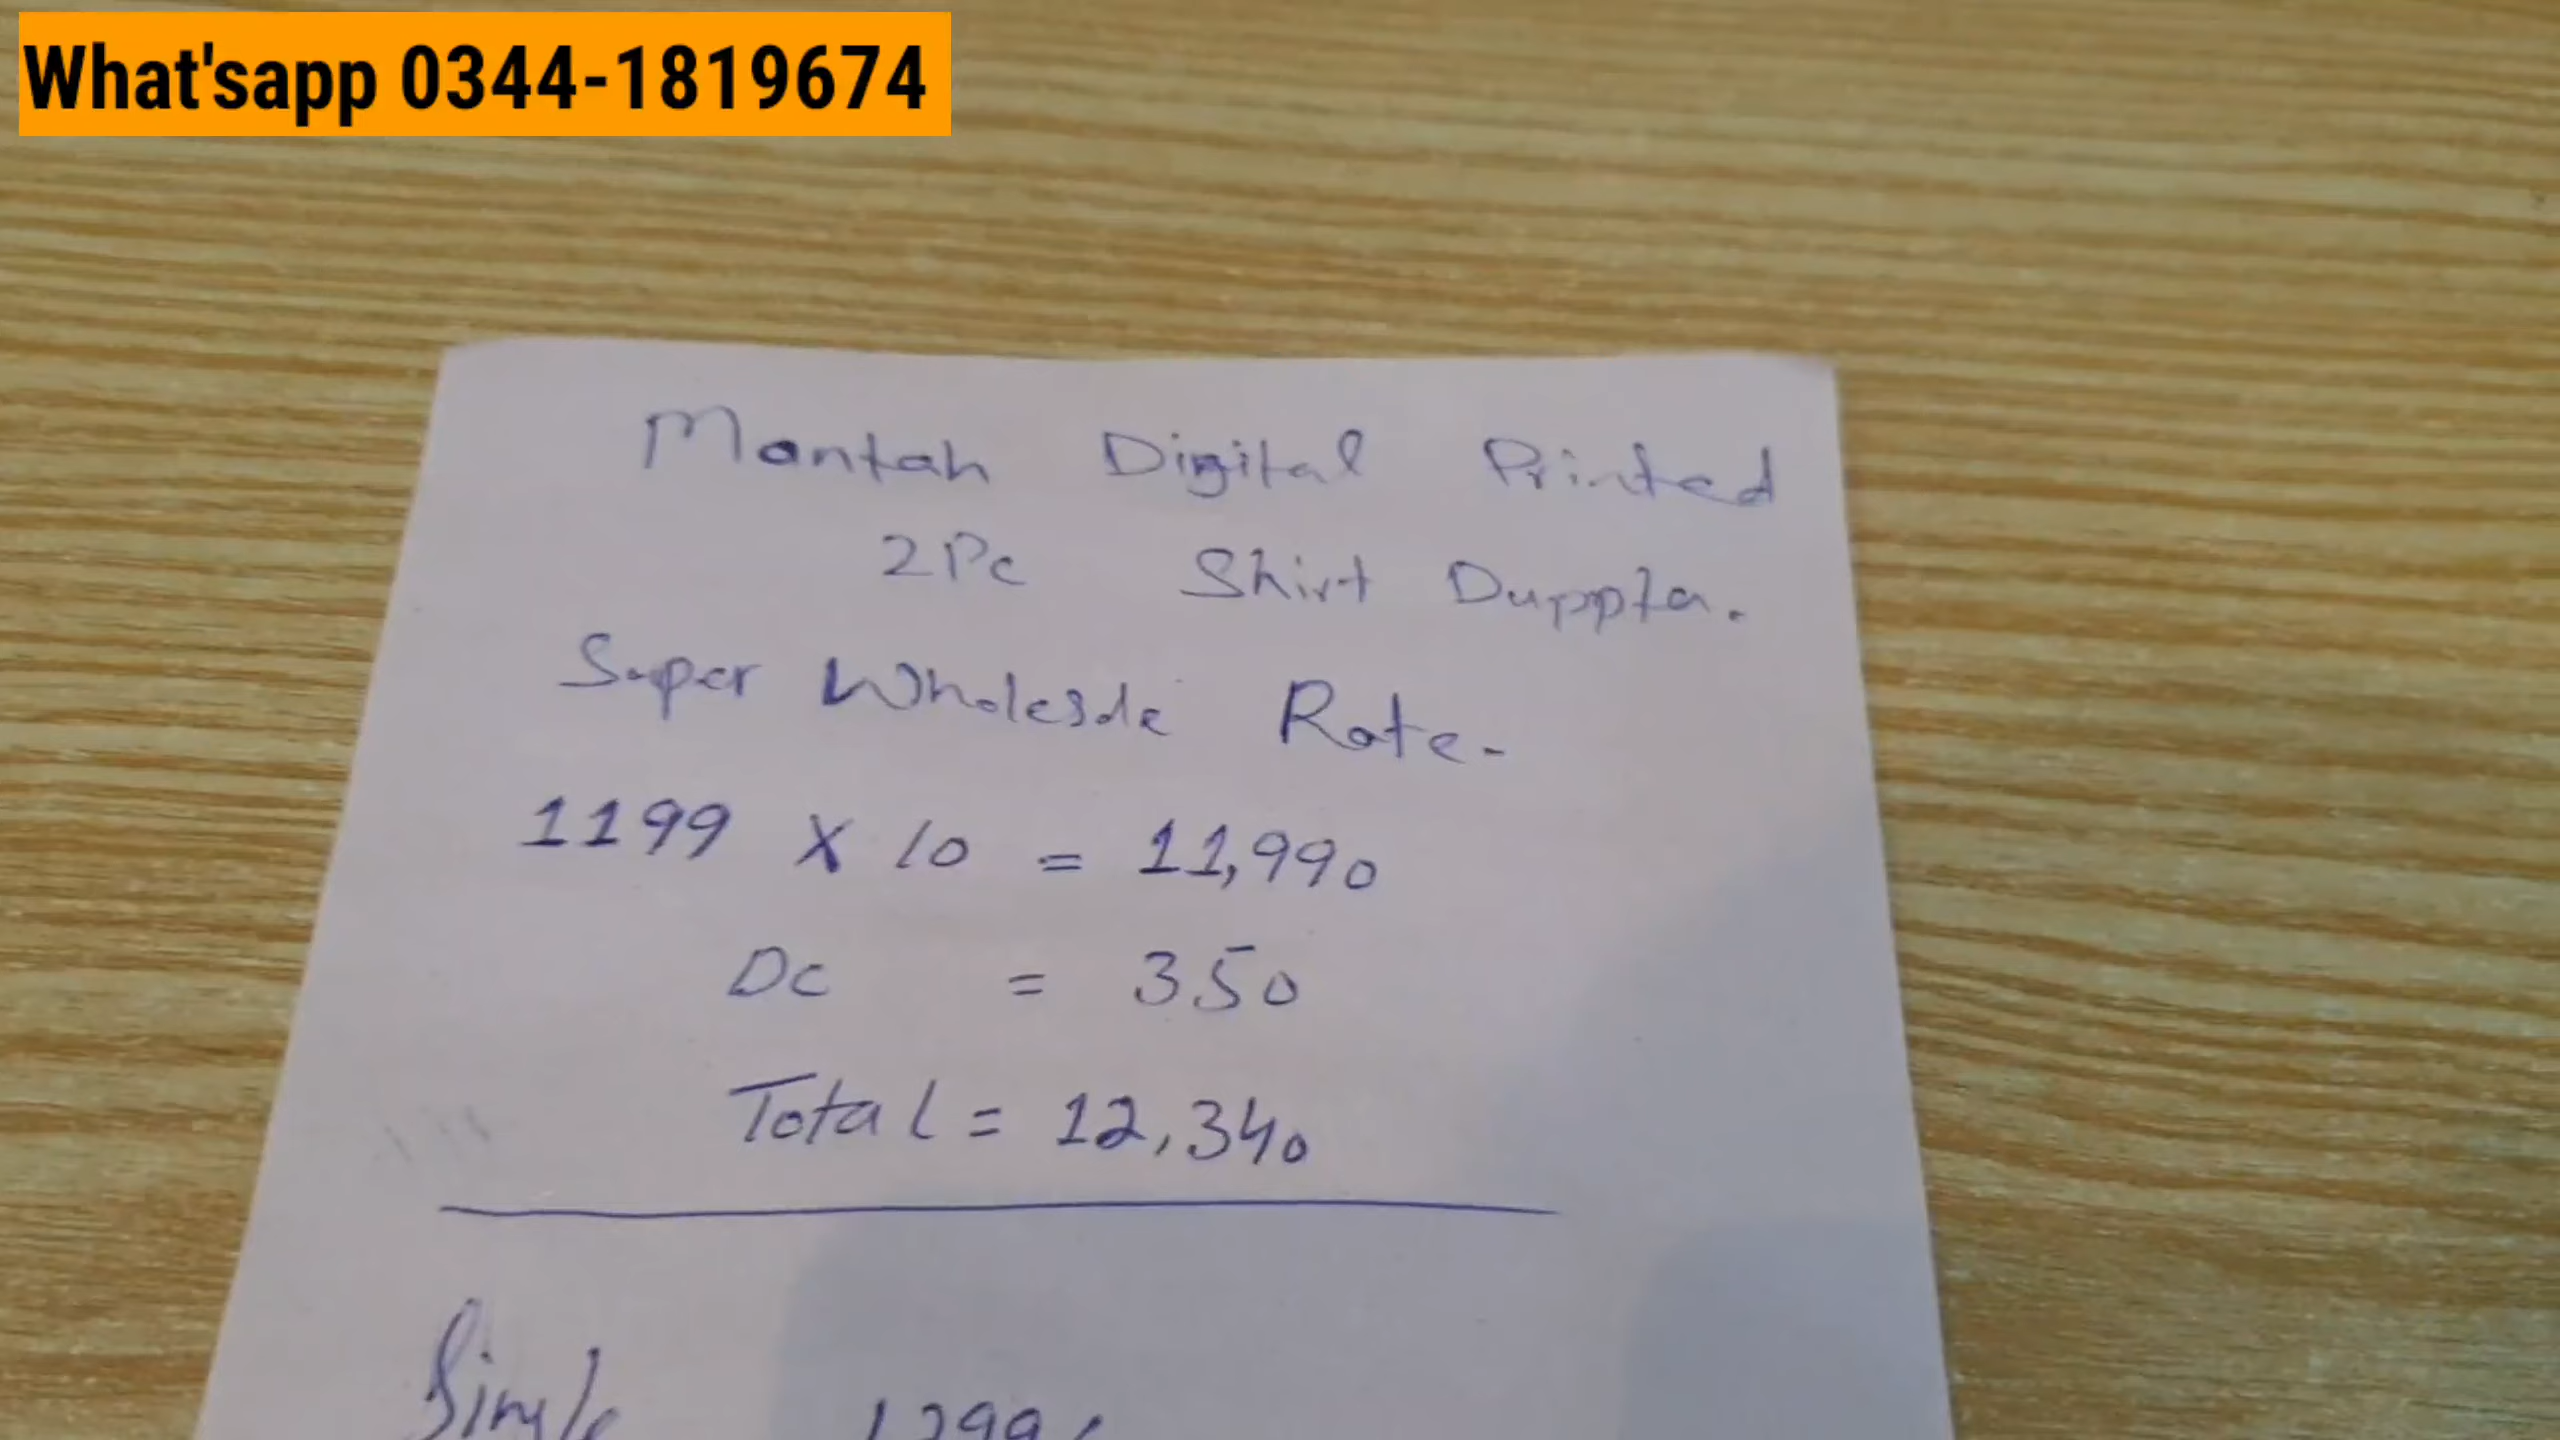 What'sapp 0344-1819674
Mantah Digital Printed
2Pc Shirt Duppta.
Super Wholesale Rate-
1199 X 10 = 11,990
Dc = 350
Total = 12,340
Single